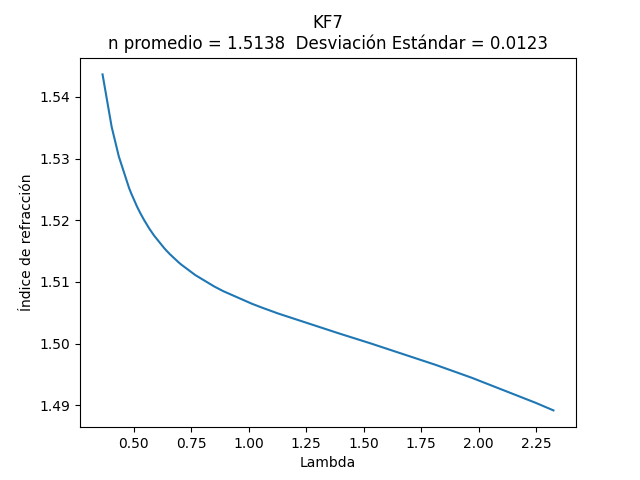 KF7
n promedio = 1.5138  Desviación Estándar = 0.0123
1.54
1.53
1.52
1.51
1.50
1.49
Índice de refracción
0.50 0.75 1.00 1.25 1.50 1.75 2.00 2.25
Lambda